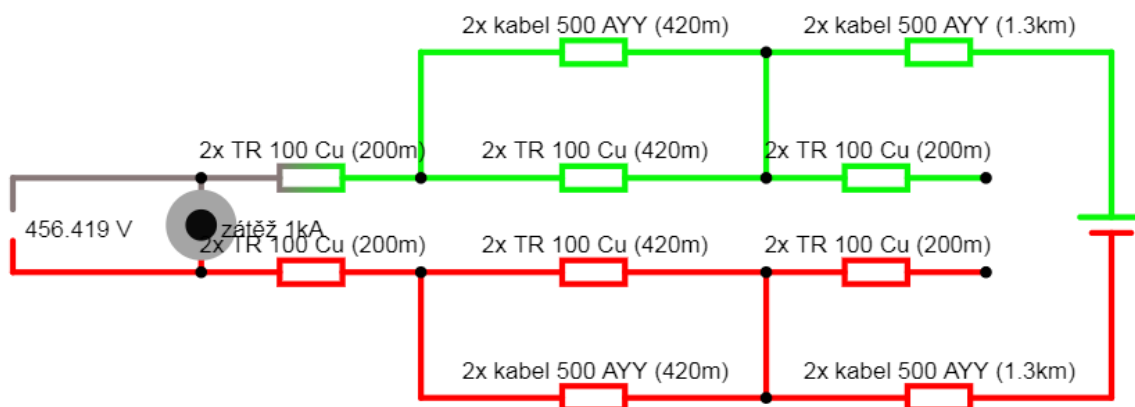 2x kabel 500 AYY (420m)
2x kabel 500 AYY (1.3km)
2x TR 100 Cu (200m)
2x TR 100 Cu (420m)
2x TR 100 Cu (200m)
456.419 V
zátěž 1kA
2x TR 100 Cu (200m)
2x TR 100 Cu (420m)
2x TR 100 Cu (200m)
2x kabel 500 AYY (420m)
2x kabel 500 AYY (1.3km)